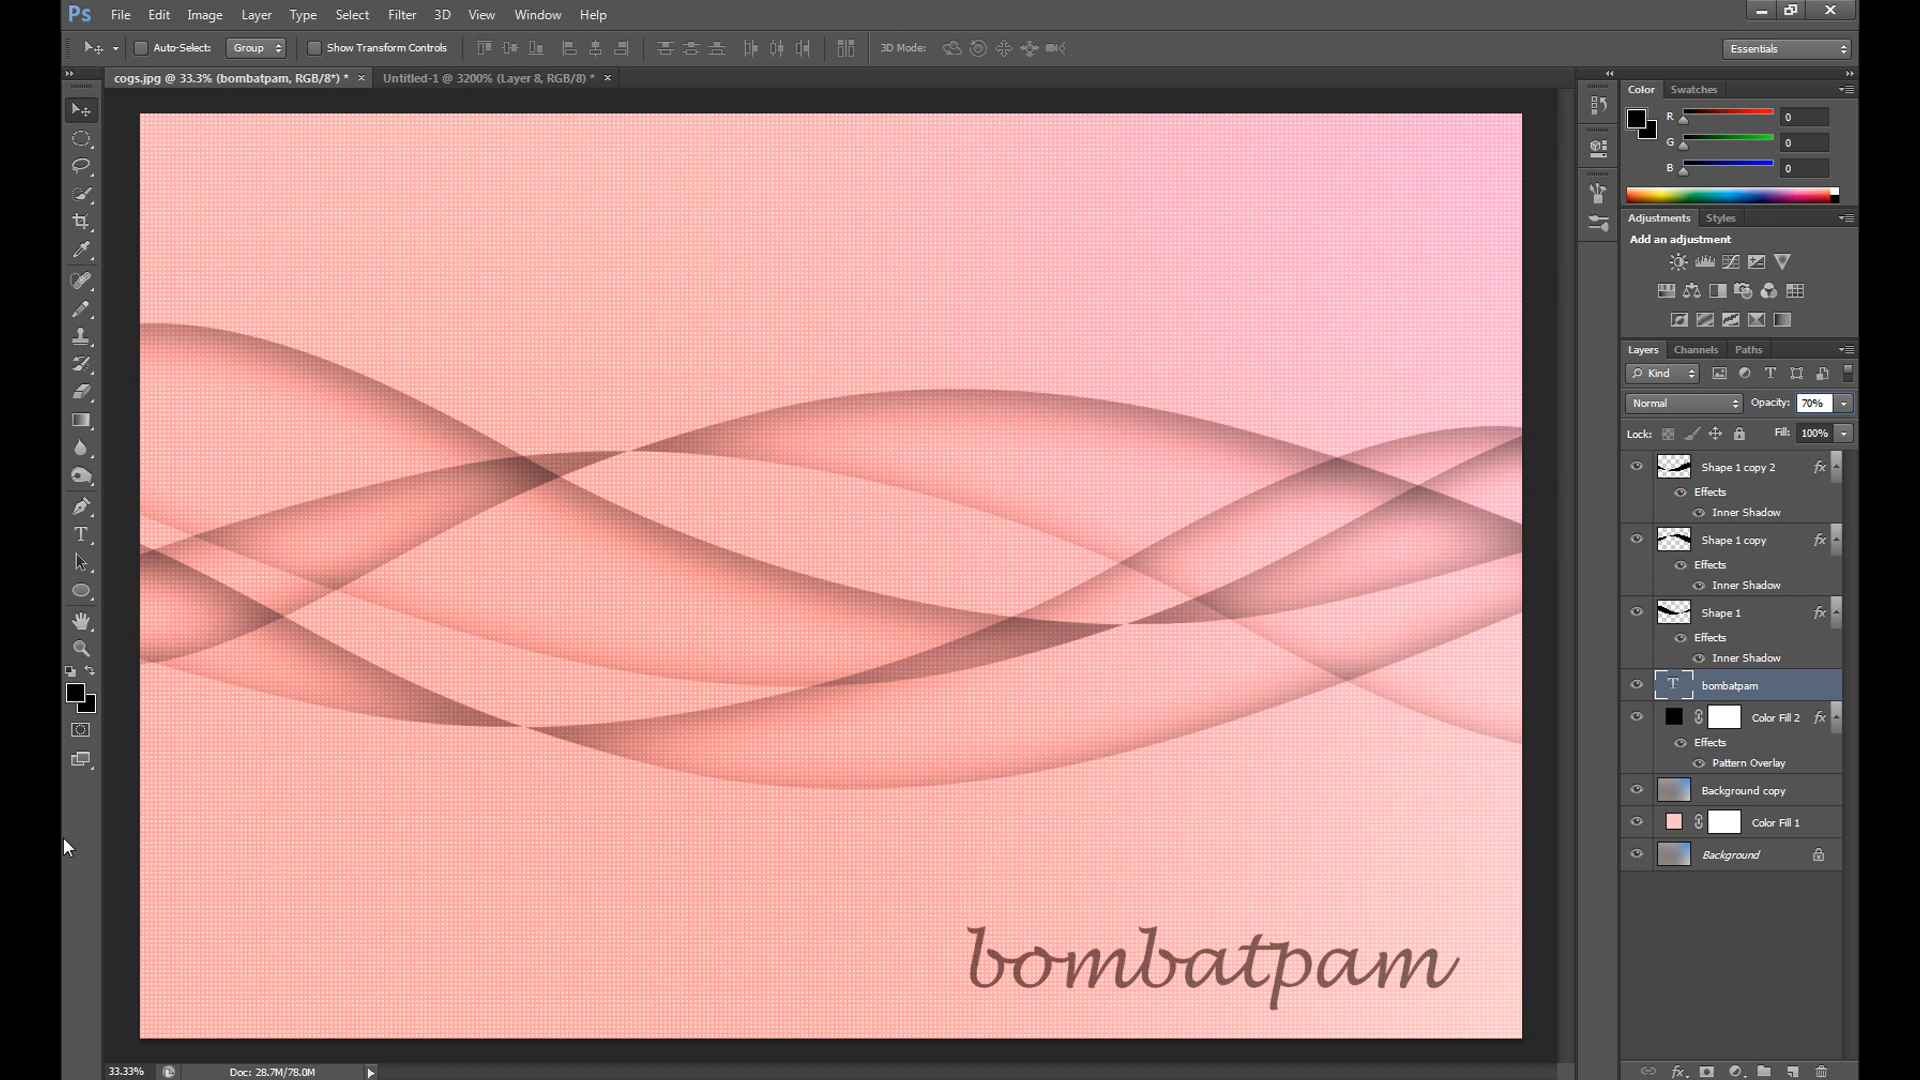 Ps File Edit Image Layer Type Select Filter 3D View Window Help
Auto-Select: Group Show Transform Controls 3D Mode: Essentials
cogs.jpg @ 33.3% (bombatpam, RGB/8*) * × Untitled-1 @ 3200% (Layer 8, RGB/8) * ×
Color Swatches
R 0
G 0
B 0
Adjustments Styles
Add an adjustment
Layers Channels Paths
Kind T
Normal Opacity: 70%
Lock: Fill: 100%
Shape 1 copy 2 fx
Effects
Inner Shadow
Shape 1 copy fx
Effects
Inner Shadow
Shape 1 fx
Effects
Inner Shadow
T bombatpam
Color Fill 2 fx
Effects
Pattern Overlay
Background copy
Color Fill 1
Background
bombatpam
33.33% Doc: 28.7M/78.0M fx